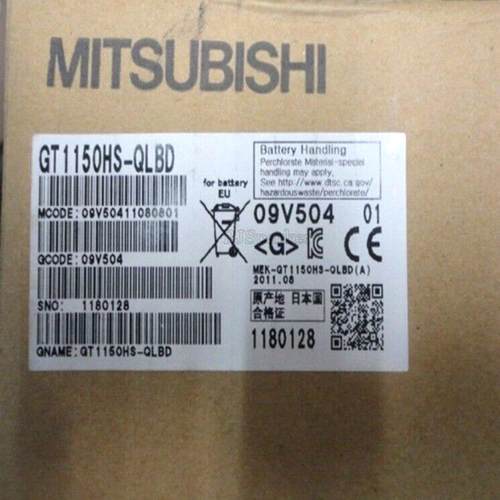 MITSUBISHI
GT1150HS-QLBD
MCODE: 09V50411080801
GCODE: 09V504
SNO: 1180128
GNAME: GT1150HS-QLBD
for battery
EU
Battery Handling
Perchlorate Material-special
handling may apply,
See http://www.dtsc.ca.gov/
hazardouswaste/perchlorate/
09V504 01
<G> CE
MEK-GT1150HS-QLBD(A)
2011.08
原产地 日本国
合格证
1180128